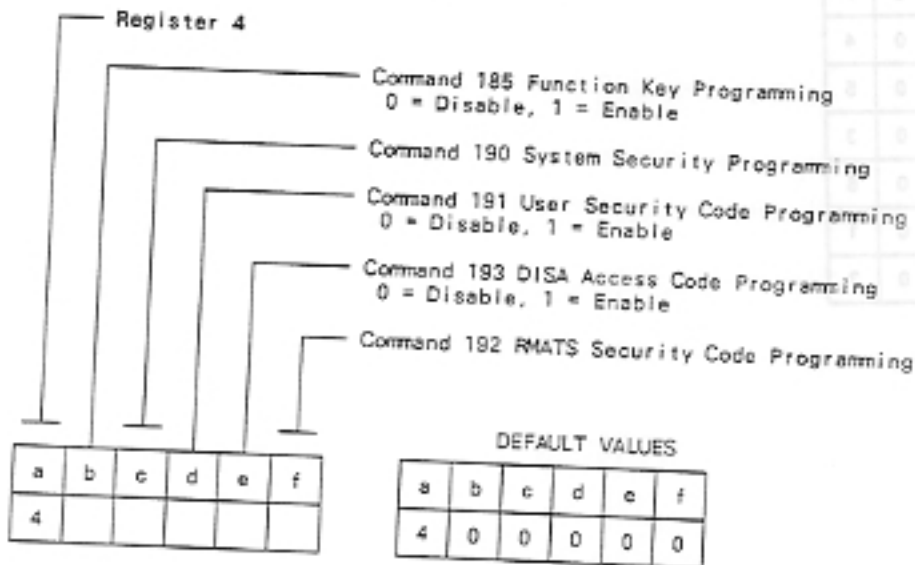 Register 4
Command 185 Function Key Programming
0 = Disable, 1 = Enable
Command 190 System Security Programming
Command 191 User Security Code Programming
0 = Disable, 1 = Enable
Command 193 DISA Access Code Programming
0 = Disable, 1 = Enable
Command 192 RMATS Security Code Programming
DEFAULT VALUES
a b c d e f
4
a b c d e f
4 0 0 0 0 0